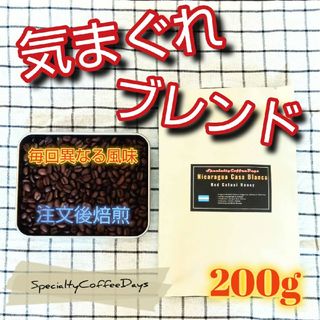 気まぐれ
ブレンド
毎回異なる風味
注文後焙煎
SpecialtyCoffeeDays
Nicaragua Casa Blanca
Red Catuai Honey
SpecialtyCoffeeDays
200g